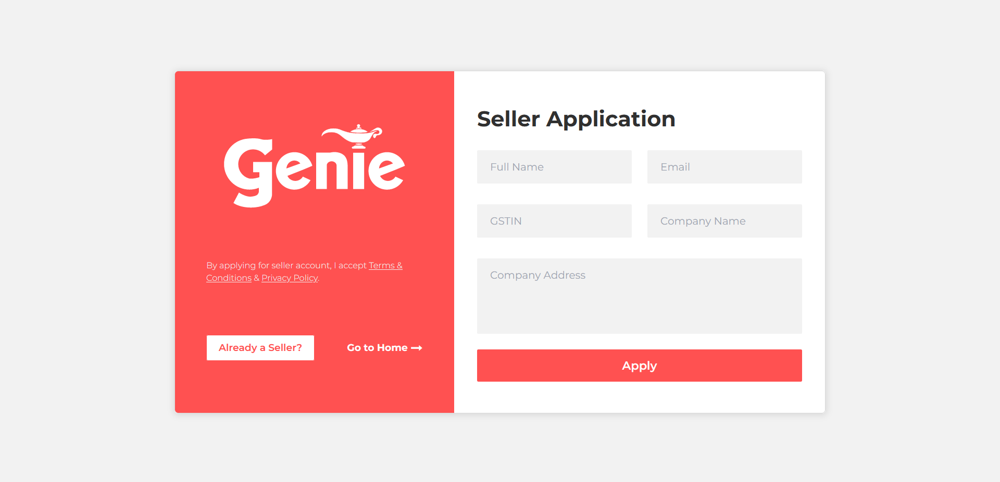 Genie
By applying for seller account, I accept Terms &
Conditions & Privacy Policy.
Already a Seller?
Go to Home →
Seller Application
Full Name
Email
GSTIN
Company Name
Company Address
Apply